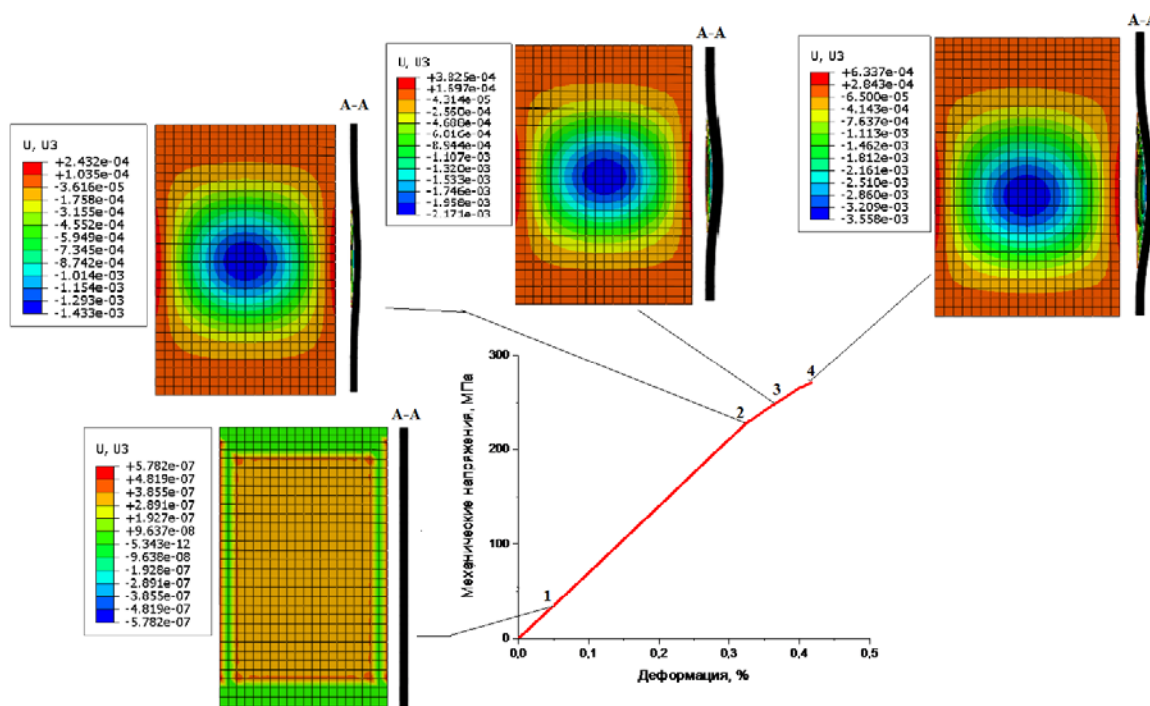 A-A
U, U3
+2.432e-04
+1.035e-04
-3.616e-05
-1.758e-04
-3.155e-04
-4.552e-04
-5.949e-04
-7.345e-04
-8.742e-04
-1.014e-03
-1.154e-03
-1.293e-03
-1.433e-03
A-A
U, U3
+3.825e-04
+1.697e-04
-4.314e-05
-2.560e-04
-4.688e-04
-6.816e-04
-8.944e-04
-1.107e-03
-1.320e-03
-1.533e-03
-1.746e-03
-1.958e-03
-2.171e-03
A-A
U, U3
+6.337e-04
+2.843e-04
-6.500e-05
-4.143e-04
-7.637e-04
-1.113e-03
-1.462e-03
-1.812e-03
-2.161e-03
-2.510e-03
-2.860e-03
-3.209e-03
-3.558e-03
A-A
U, U3
+5.782e-07
+4.819e-07
+3.855e-07
+2.891e-07
+1.927e-07
+9.637e-08
-5.343e-12
-9.638e-08
-1.928e-07
-2.891e-07
-3.855e-07
-4.819e-07
-5.782e-07
Механические напряжения, МПа
300
200
100
0
1
2
3
4
0,0
0,1
0,2
0,3
0,4
0,5
Деформация, %